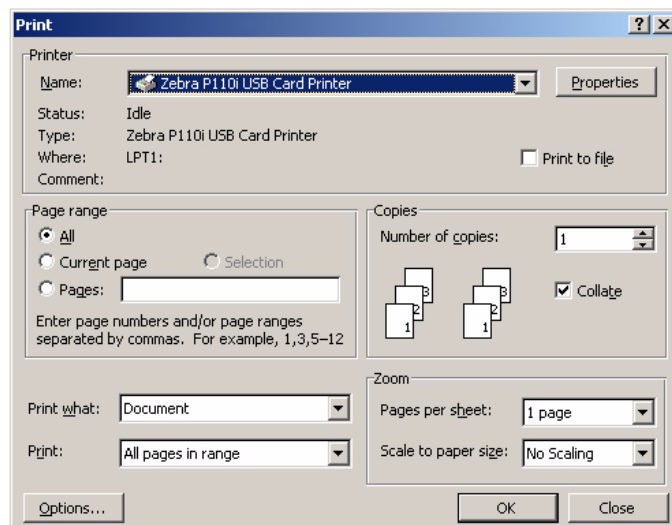 Print
Printer
Name:
Zebra P110i USB Card Printer
Properties
Status:
Idle
Type:
Zebra P110i USB Card Printer
Where:
LPT1:
Print to file
Comment:
Page range
All
Current page
Selection
Pages:
Enter page numbers and/or page ranges
separated by commas. For example, 1,3,5–12
Copies
Number of copies:
1
3
2
1
3
2
1
Collate
Print what:
Document
Print:
All pages in range
Zoom
Pages per sheet:
1 page
Scale to paper size:
No Scaling
Options...
OK
Close